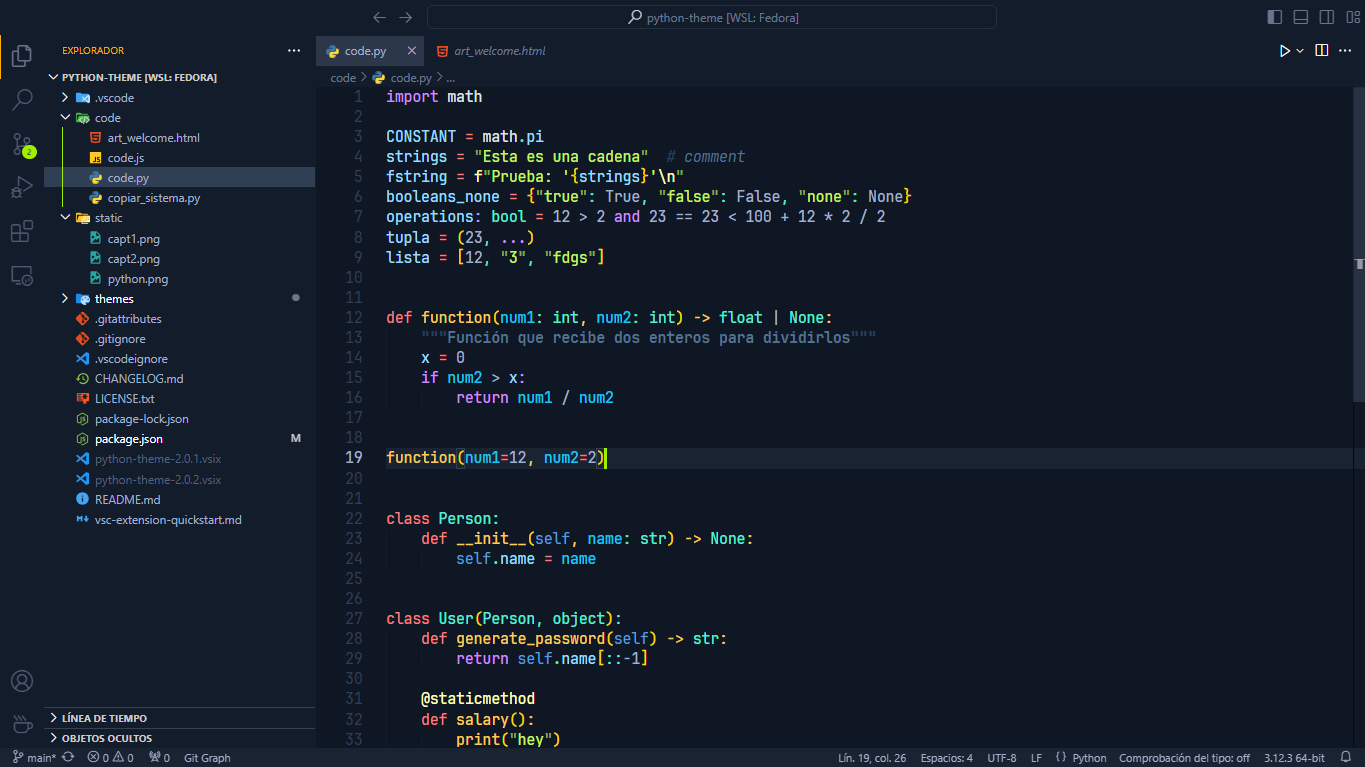 python-theme [WSL: Fedora]
EXPLORADOR
PYTHON-THEME [WSL: FEDORA]
.vscode
code
art_welcome.html
code.js
code.py
copiar_sistema.py
static
capt1.png
capt2.png
python.png
themes
.gitattributes
.gitignore
.vscodeignore
CHANGELOG.md
LICENSE.txt
package-lock.json
package.json M
python-theme-2.0.1.vsix
python-theme-2.0.2.vsix
README.md
vsc-extension-quickstart.md
LÍNEA DE TIEMPO
OBJETOS OCULTOS
2
code.py art_welcome.html
code > code.py > ...
1 import math
2
3 CONSTANT = math.pi
4 strings = "Esta es una cadena"  # comment
5 fstring = f"Prueba: '{strings}'\n"
6 booleans_none = {"true": True, "false": False, "none": None}
7 operations: bool = 12 > 2 and 23 == 23 < 100 + 12 * 2 / 2
8 tupla = (23, ...)
9 lista = [12, "3", "fdgs"]
10
11
12 def function(num1: int, num2: int) -> float | None:
13     """Función que recibe dos enteros para dividirlos"""
14     x = 0
15     if num2 > x:
16         return num1 / num2
17
18
19 function(num1=12, num2=2)
20
21
22 class Person:
23     def __init__(self, name: str) -> None:
24         self.name = name
25
26
27 class User(Person, object):
28     def generate_password(self) -> str:
29         return self.name[::-1]
30
31     @staticmethod
32     def salary():
33         print("hey")
main* 0 0 0 Git Graph Lín. 19, col. 26 Espacios: 4 UTF-8 LF {} Python Comprobación del tipo: off 3.12.3 64-bit